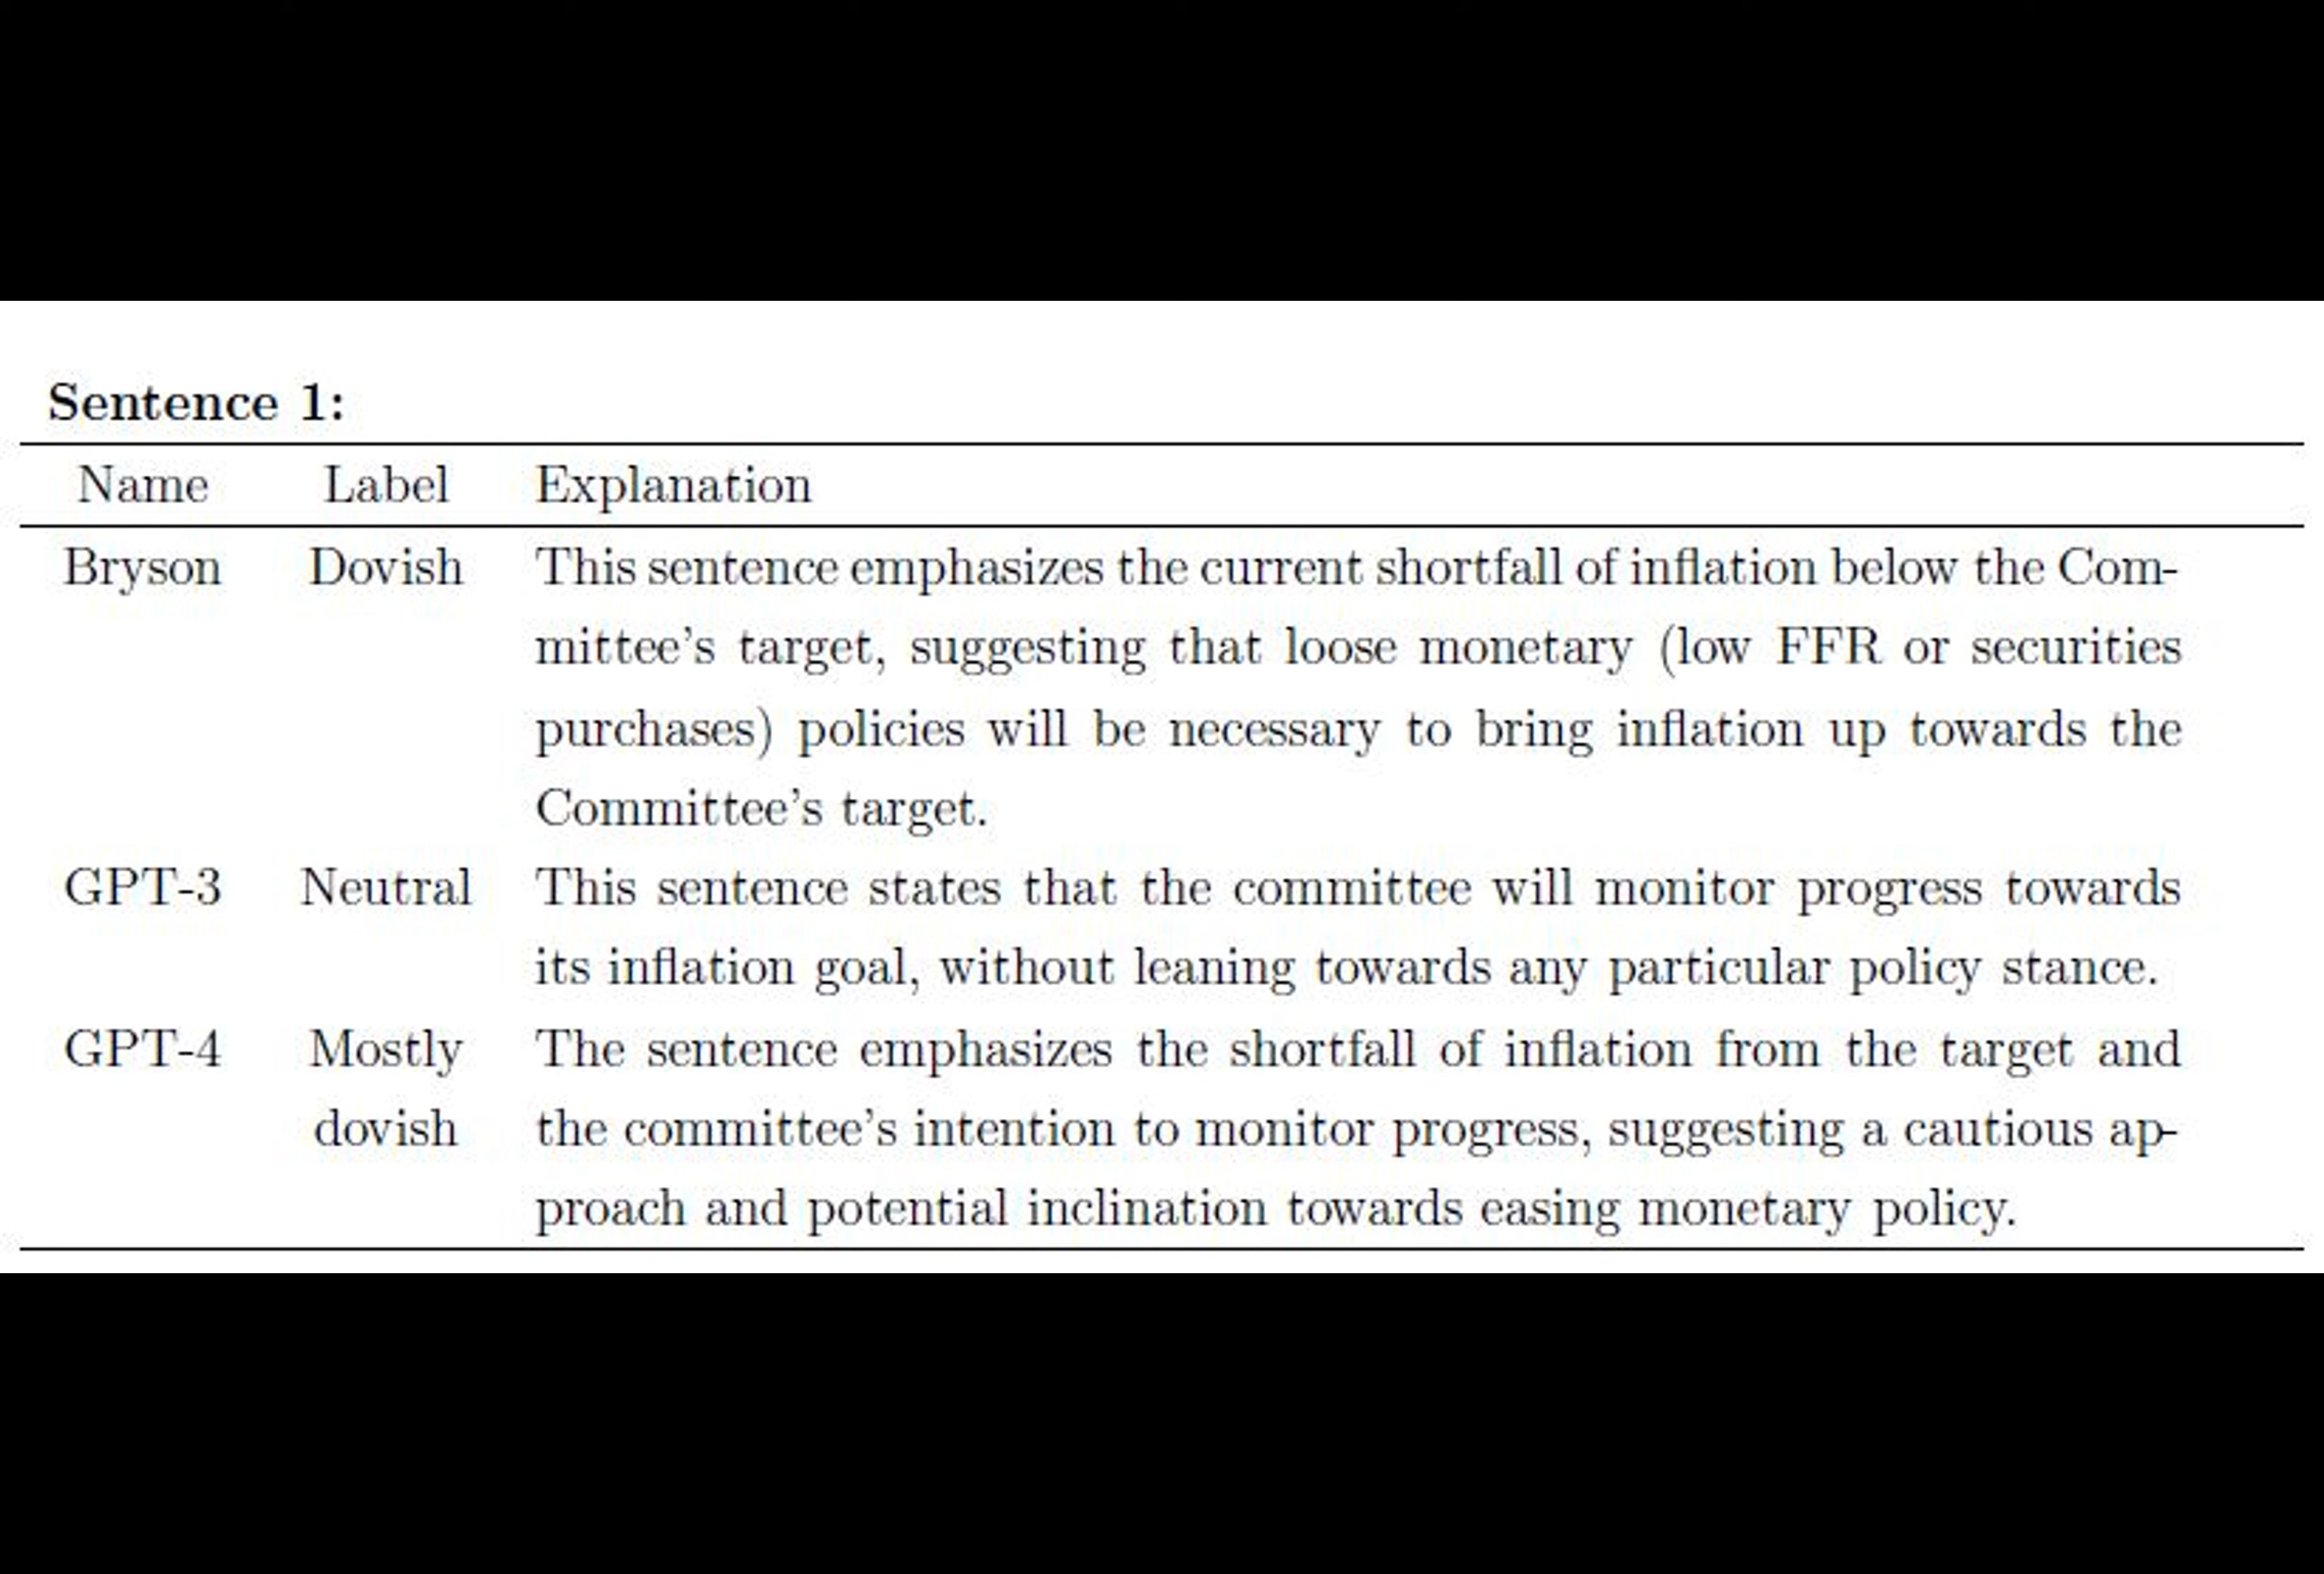 Sentence 1:
Name Label Explanation
Bryson Dovish This sentence emphasizes the current shortfall of inflation below the Com-
mittee's target, suggesting that loose monetary (low FFR or securities
purchases) policies will be necessary to bring inflation up towards the
Committee's target.
GPT-3 Neutral This sentence states that the committee will monitor progress towards
its inflation goal, without leaning towards any particular policy stance.
GPT-4 Mostly The sentence emphasizes the shortfall of inflation from the target and
dovish the committee's intention to monitor progress, suggesting a cautious ap-
proach and potential inclination towards easing monetary policy.